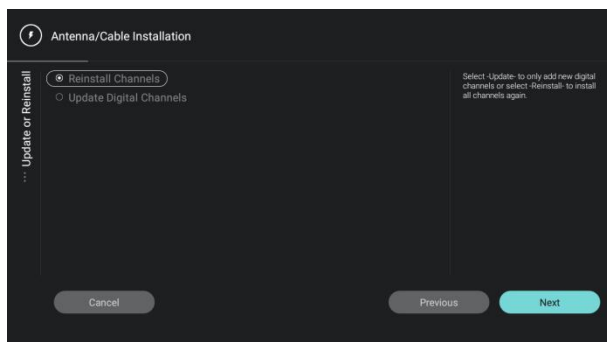 Antenna/Cable Installation
··· Update or Reinstall
Reinstall Channels
Update Digital Channels
Select -Update- to only add new digital
channels or select -Reinstall- to install
all channels again.
Cancel
Previous
Next